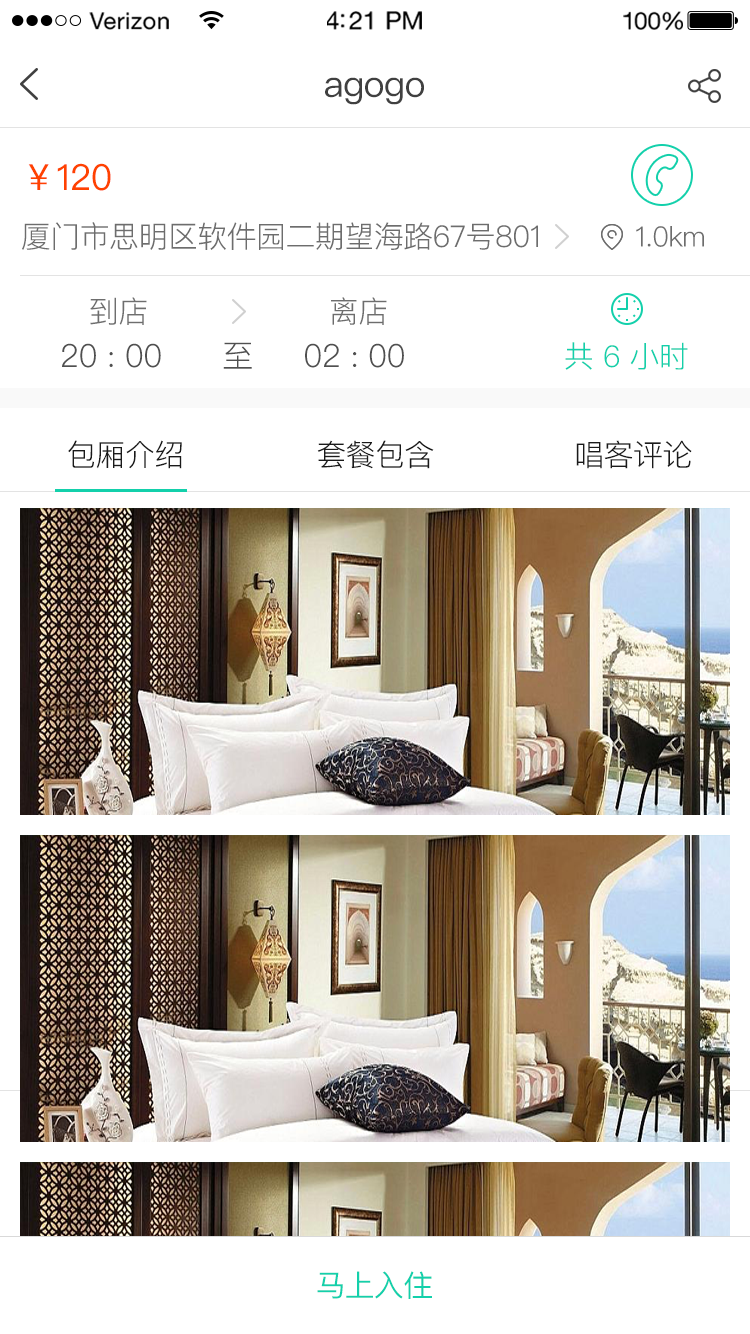 Verizon 4:21 PM 100%
agogo
￥120
厦门市思明区软件园二期望海路67号801 1.0km
到店 离店
20：00 至 02：00 共 6 小时
包厢介绍 套餐包含 唱客评论
马上入住